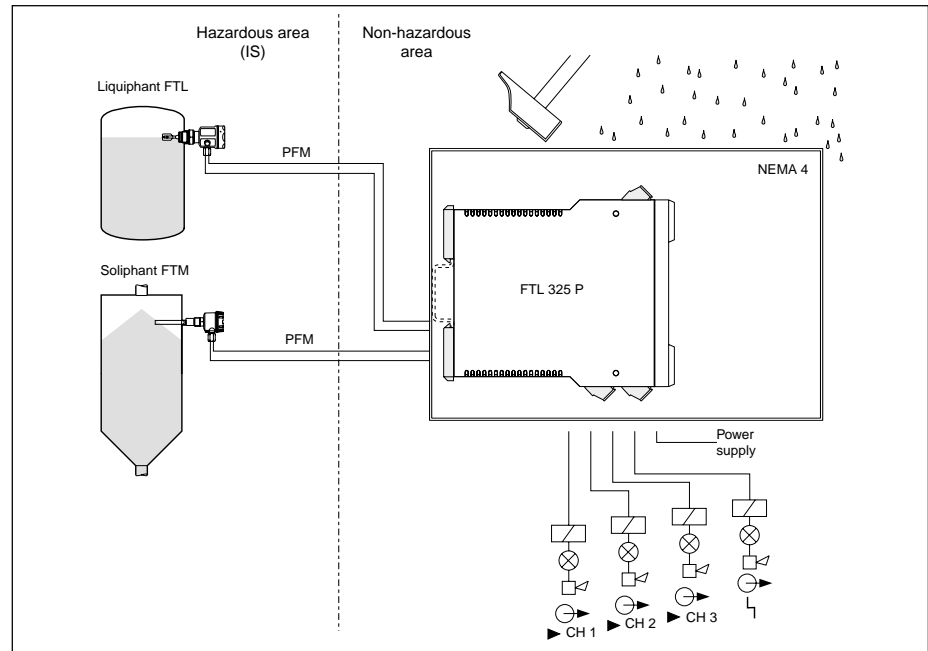 Hazardous area
(IS)
Non-hazardous
area
Liquiphant FTL
PFM
NEMA 4
Soliphant FTM
FTL 325 P
PFM
Power
supply
CH 1
CH 2
CH 3